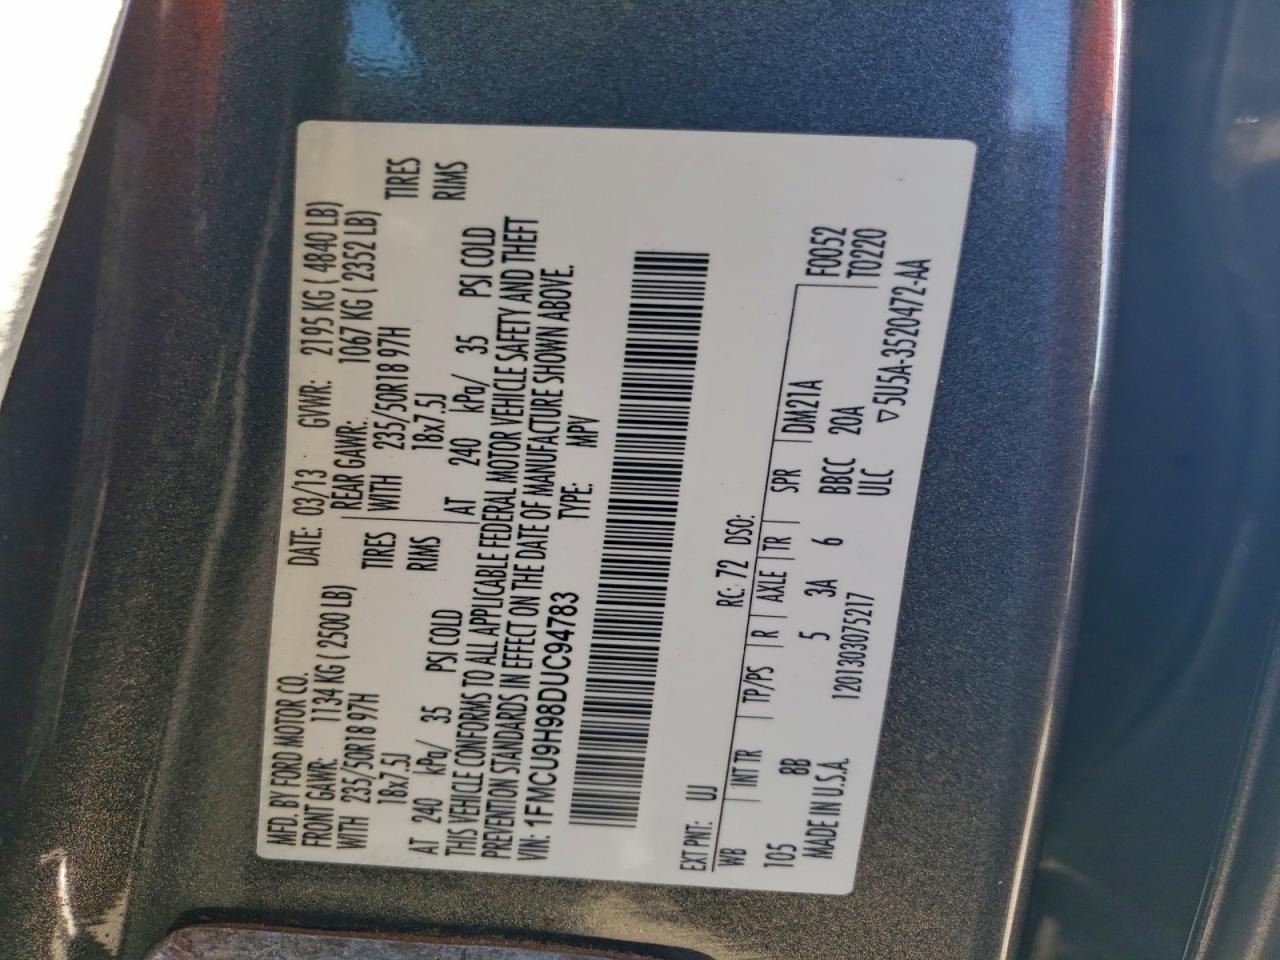 MFD. BY FORD MOTOR CO.
DATE: 03/13 GVWR: 2195 KG ( 4840 LB)
FRONT GAWR: 1134 KG ( 2500 LB) REAR GAWR: 1067 KG ( 2352 LB)
WITH 235/50R18 97H TIRES WITH 235/50R18 97H TIRES
18x7.5J RIMS 18x7.5J RIMS
AT 240 kPa/ 35 PSI COLD AT 240 kPa/ 35 PSI COLD
THIS VEHICLE CONFORMS TO ALL APPLICABLE FEDERAL MOTOR VEHICLE SAFETY AND THEFT
PREVENTION STANDARDS IN EFFECT ON THE DATE OF MANUFACTURE SHOWN ABOVE.
VIN: 1FMCU9H98DUC94783 TYPE: MPV
EXT PNT: UJ RC: 72 DSO:
WB INT TR TP/PS R AXLE TR SPR DM21A F0052
105 8B 5 3A 6 BBCC 20A T0220
MADE IN U.S.A. 1201303075217 ULC ▽5U5A-3520472-AA